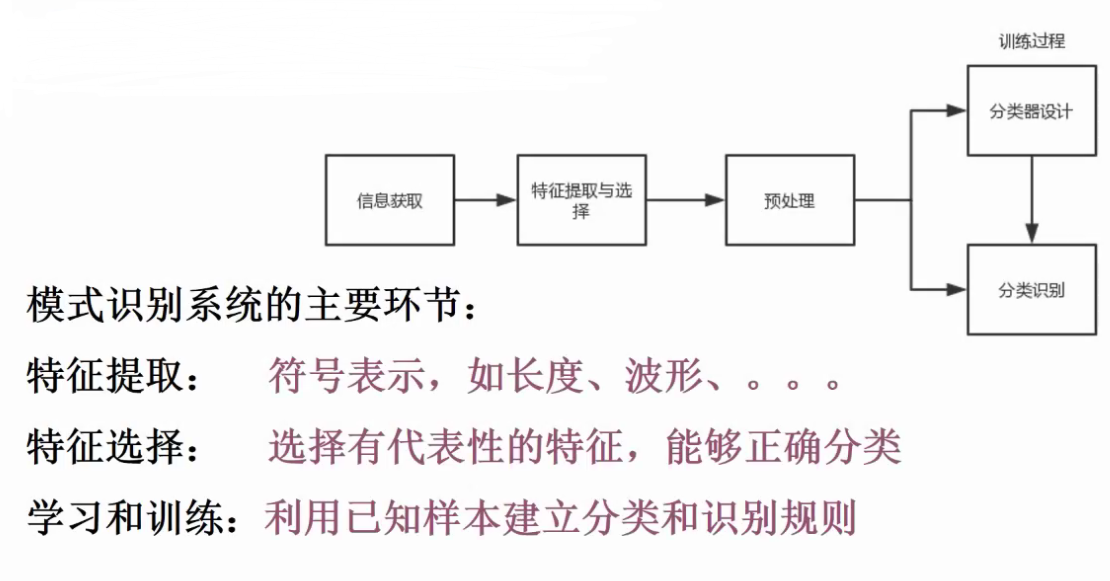 训练过程
分类器设计
信息获取
特征提取与选
择
预处理
分类识别
模式识别系统的主要环节：
特征提取： 符号表示，如长度、波形、。。。
特征选择： 选择有代表性的特征，能够正确分类
学习和训练：利用已知样本建立分类和识别规则